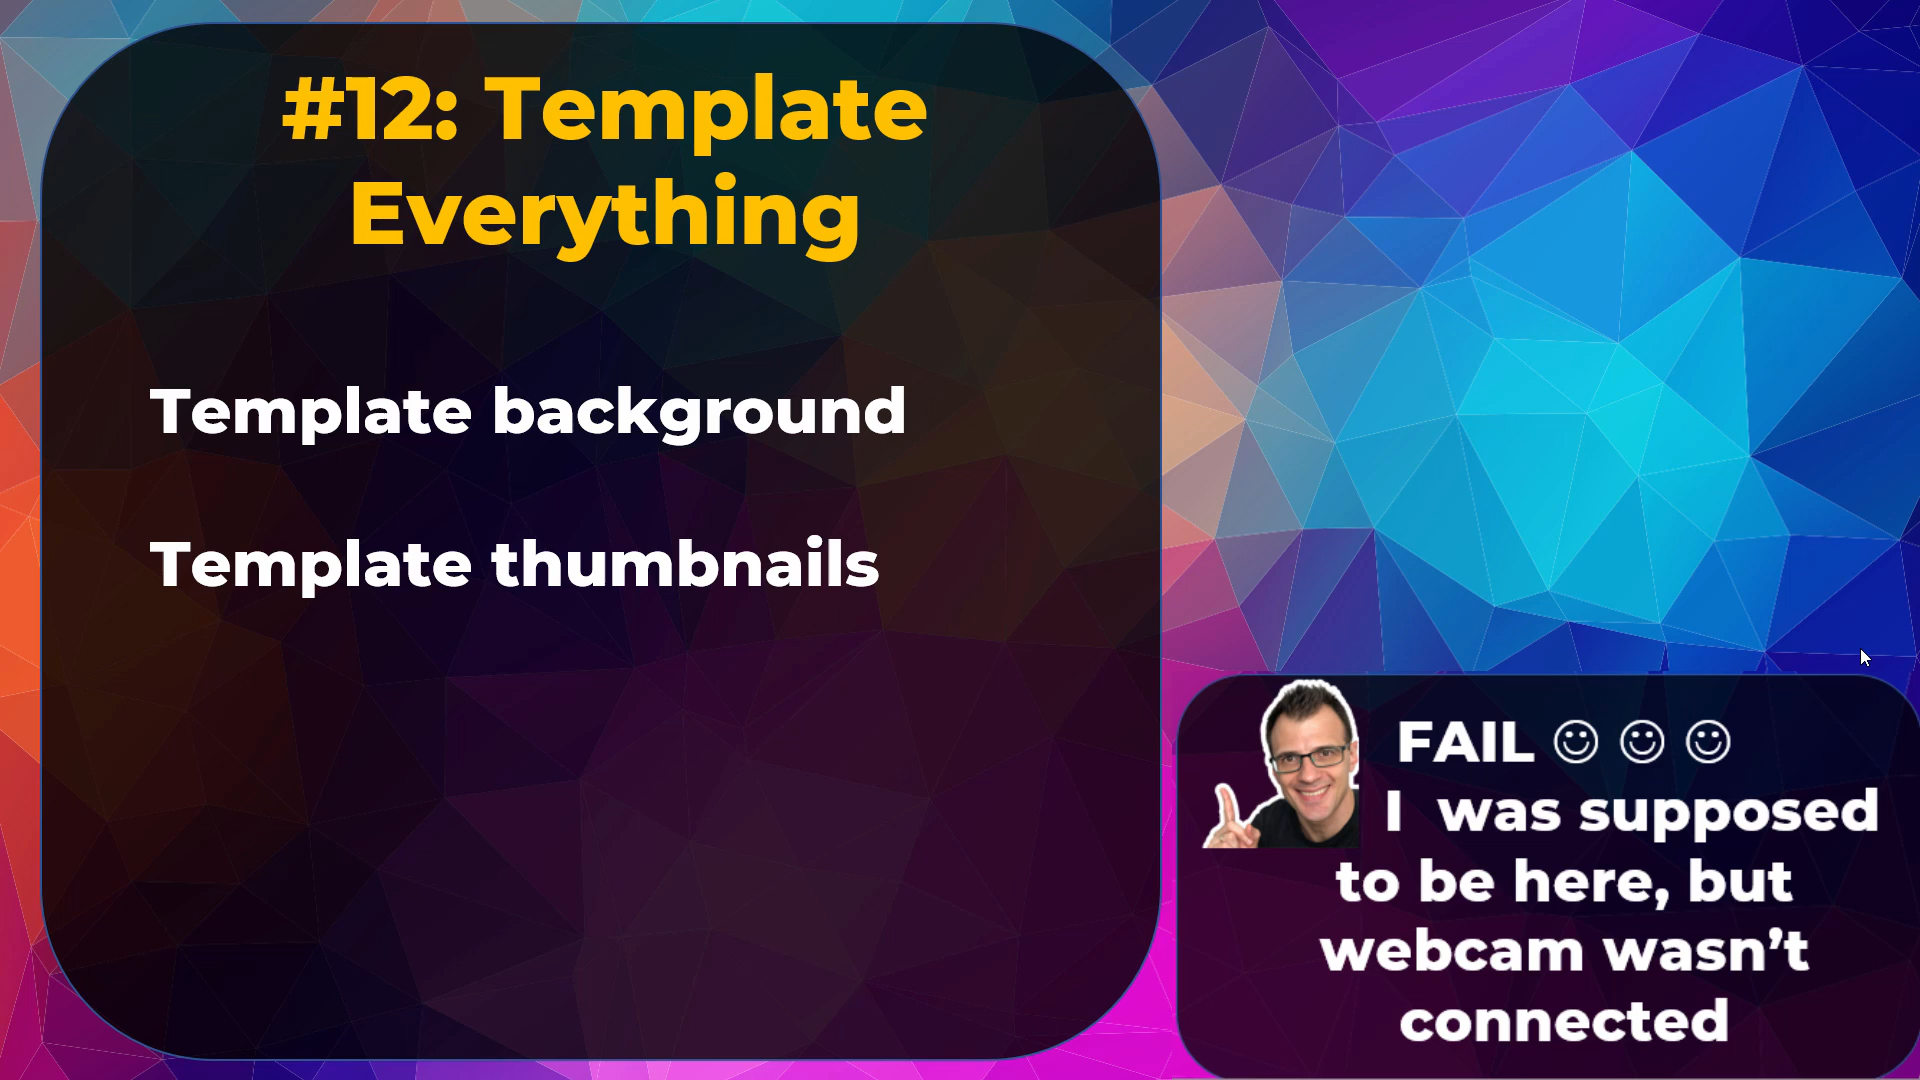 #12: Template
Everything
Template background
Template thumbnails
FAIL ☺ ☺ ☺
I was supposed
to be here, but
webcam wasn’t
connected